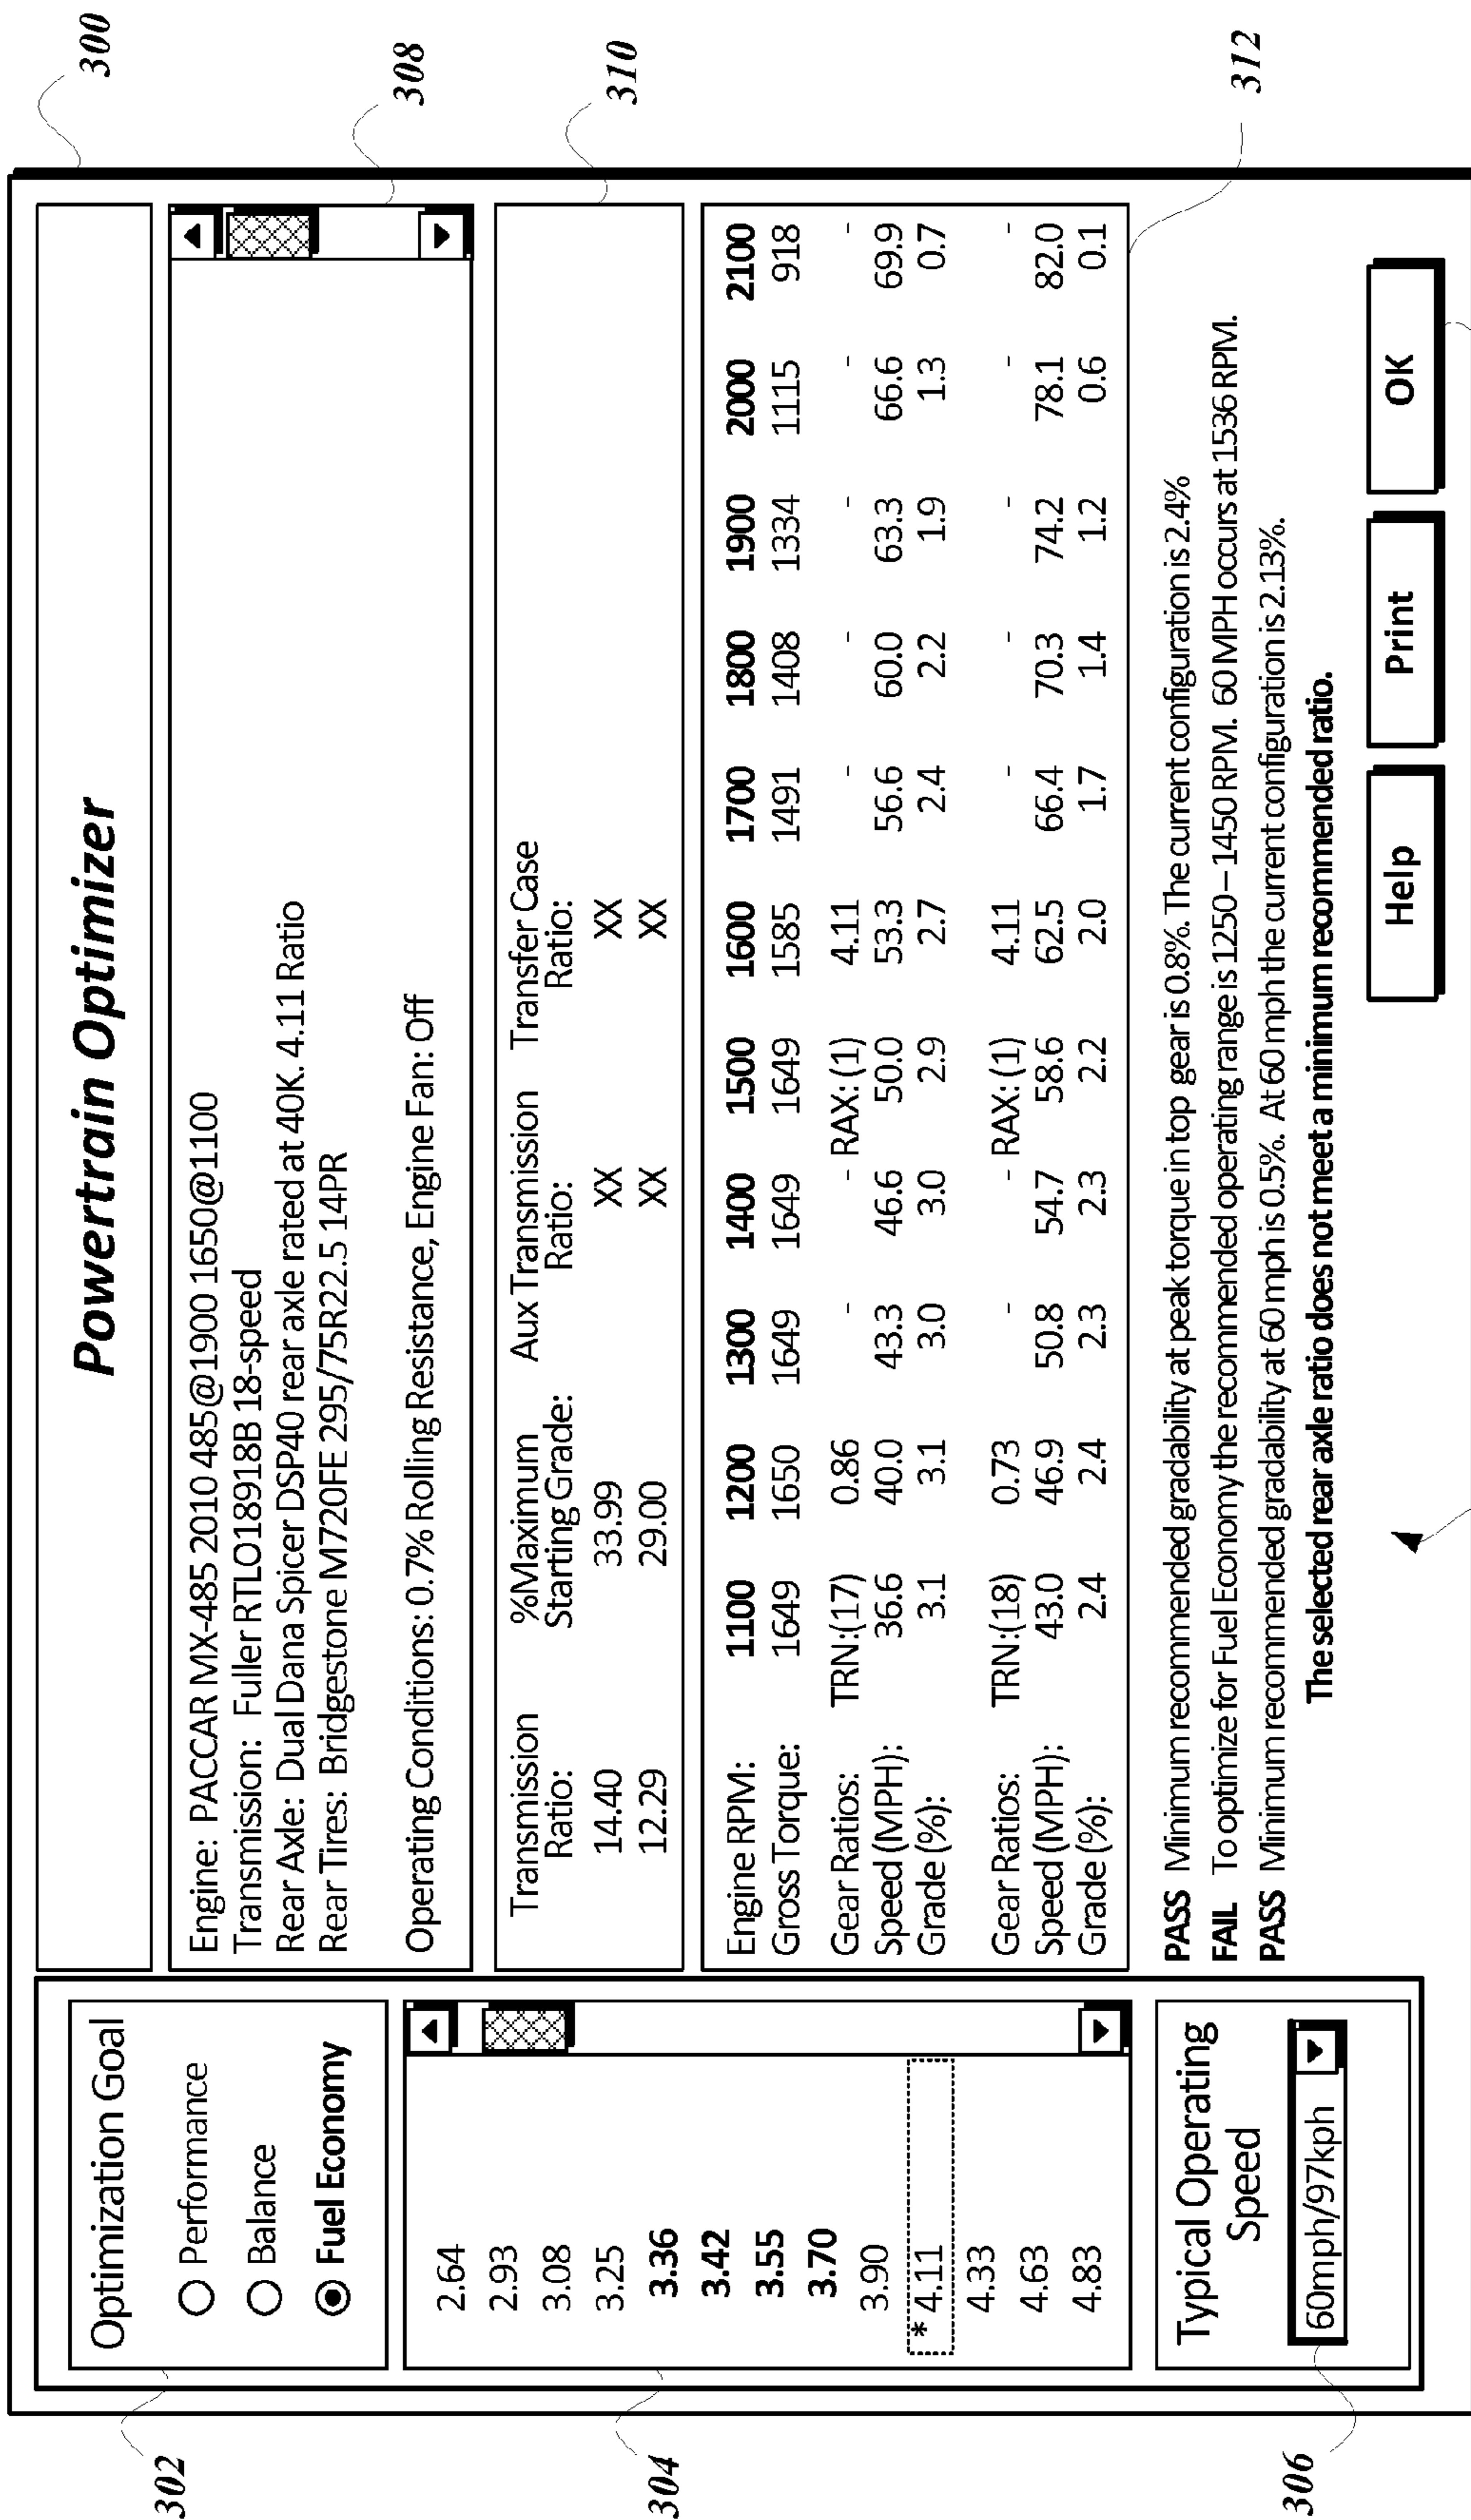 300
Powertrain Optimizer
302
Optimization Goal
Performance
Balance
Fuel Economy
308
Engine: PACCAR MX-485 2010 485@1900 1650@1100
Transmission: Fuller RTLO18918B 18-speed
Rear Axle: Dual Dana Spicer DSP40 rear axle rated at 40K. 4.11 Ratio
Rear Tires: Bridgestone M720FE 295/75R22.5 14PR
Operating Conditions: 0.7% Rolling Resistance, Engine Fan: Off
304
2.64
2.93
3.08
3.25
3.36
3.42
3.55
3.70
3.90
* 4.11
4.33
4.63
4.83
310
Transmission %Maximum Aux Transmission Transfer Case
Ratio: Starting Grade: Ratio: Ratio:
14.40 33.99 XX XX
12.29 29.00 XX XX
312
Engine RPM: 1100 1200 1300 1400 1500 1600 1700 1800 1900 2000 2100
Gross Torque: 1649 1650 1649 1649 1649 1585 1491 1408 1334 1115 918
Gear Ratios: TRN:(17) 0.86 - - RAX: (1) 4.11 - - - - -
Speed (MPH): 36.6 40.0 43.3 46.6 50.0 53.3 56.6 60.0 63.3 66.6 69.9
Grade (%): 3.1 3.1 3.0 3.0 2.9 2.7 2.4 2.2 1.9 1.3 0.7
Gear Ratios: TRN:(18) 0.73 - - RAX: (1) 4.11 - - - - -
Speed (MPH): 43.0 46.9 50.8 54.7 58.6 62.5 66.4 70.3 74.2 78.1 82.0
Grade (%): 2.4 2.4 2.3 2.3 2.2 2.0 1.7 1.4 1.2 0.6 0.1
306
Typical Operating
Speed
60mph/97kph
PASS Minimum recommended gradability at peak torque in top gear is 0.8%. The current configuration is 2.4%
FAIL To optimize for Fuel Economy the recommended operating range is 1250–1450 RPM. 60 MPH occurs at 1536 RPM.
PASS Minimum recommended gradability at 60 mph is 0.5%. At 60 mph the current configuration is 2.13%.
The selected rear axle ratio does not meet a minimum recommended ratio.
Help Print OK